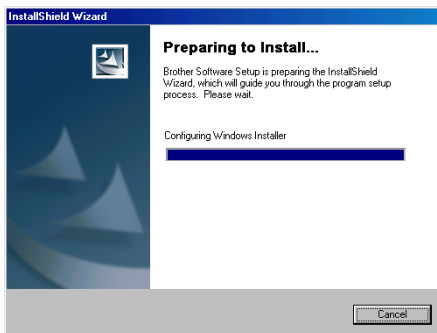 InstallShield Wizard
Preparing to Install...
Brother Software Setup is preparing the InstallShield
Wizard, which will guide you through the program setup
process. Please wait.
Configuring Windows Installer
Cancel